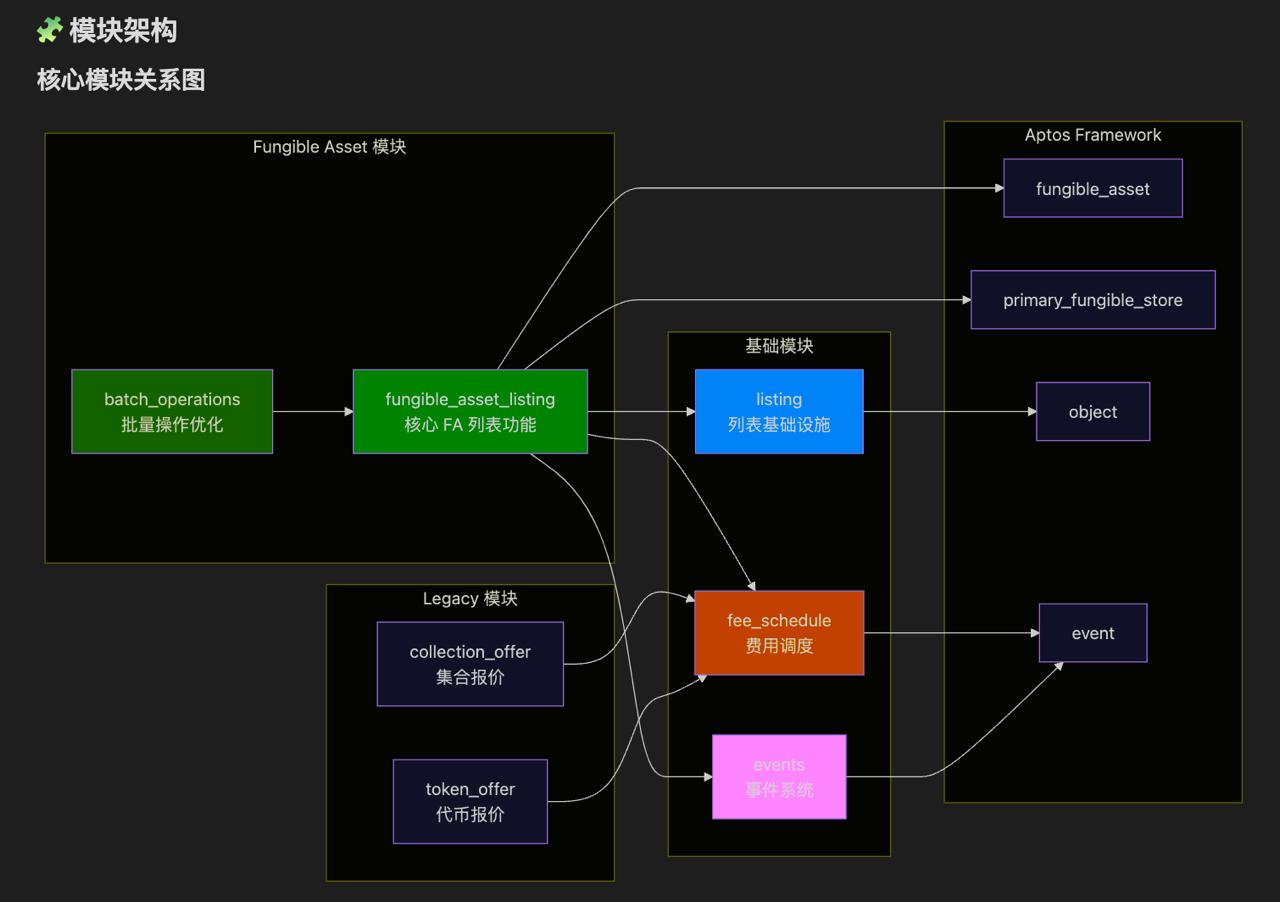 🧩 模块架构
核心模块关系图
Fungible Asset 模块
batch_operations
批量操作优化
fungible_asset_listing
核心 FA 列表功能
Legacy 模块
collection_offer
集合报价
token_offer
代币报价
基础模块
listing
列表基础设施
fee_schedule
费用调度
events
事件系统
Aptos Framework
fungible_asset
primary_fungible_store
object
event